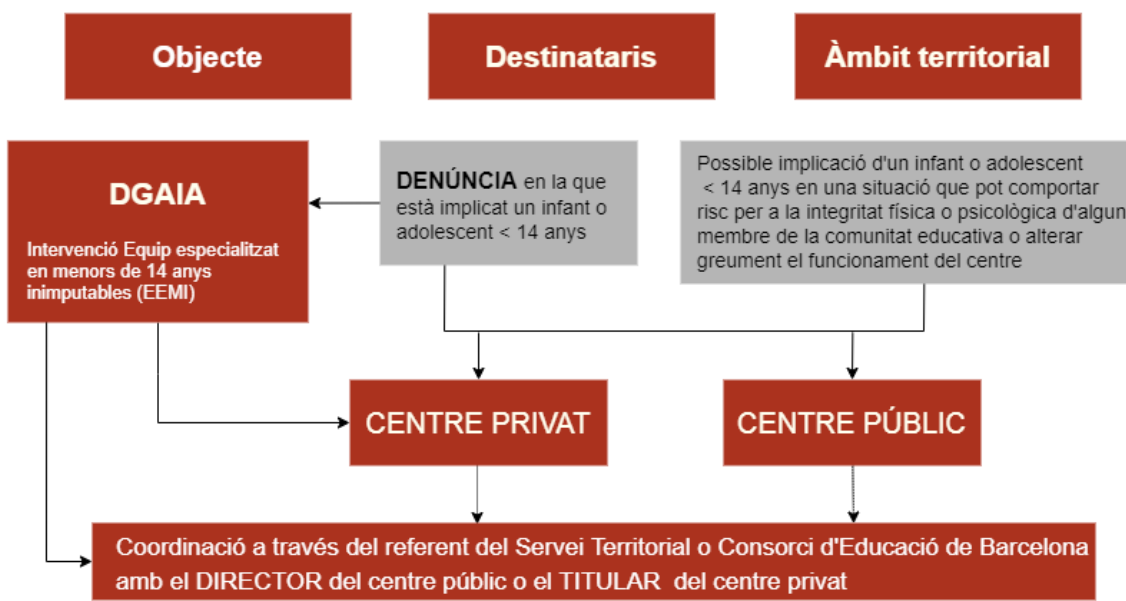 Objecte
Destinataris
Àmbit territorial
DGAIA
Intervenció Equip especialitzat
en menors de 14 anys
inimputables (EEMI)
DENÚNCIA en la que
està implicat un infant o
adolescent < 14 anys
Possible implicació d'un infant o adolescent
< 14 anys en una situació que pot comportar
risc per a la integritat física o psicològica d'algun
membre de la comunitat educativa o alterar
greument el funcionament del centre
CENTRE PRIVAT
CENTRE PÚBLIC
Coordinació a través del referent del Servei Territorial o Consorci d'Educació de Barcelona
amb el DIRECTOR del centre públic o el TITULAR del centre privat